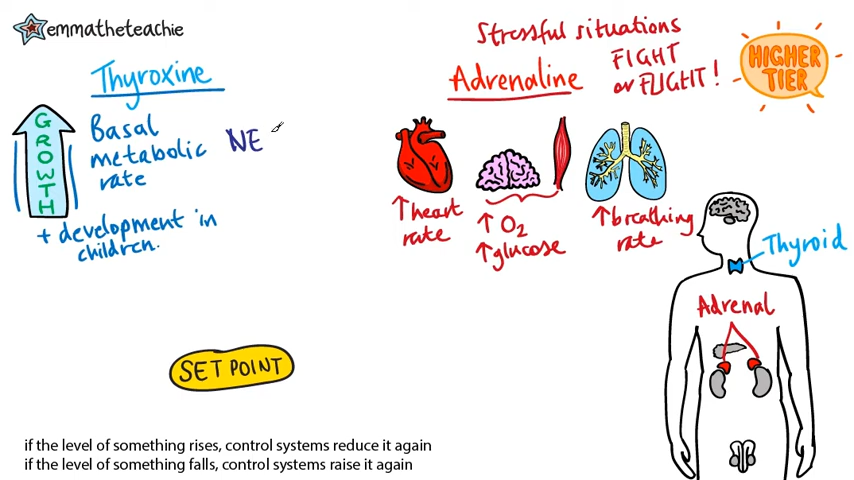 emmatheteachie
Thyroxine
GROWTH
Basal
metabolic
rate
+ development in
children.
NE
Stressful situations
FIGHT
or FLIGHT!
Adrenaline
HIGHER
TIER
↑heart
rate
↑ O2
↑glucose
↑breathing
rate
Thyroid
Adrenal
SET POINT
if the level of something rises, control systems reduce it again
if the level of something falls, control systems raise it again